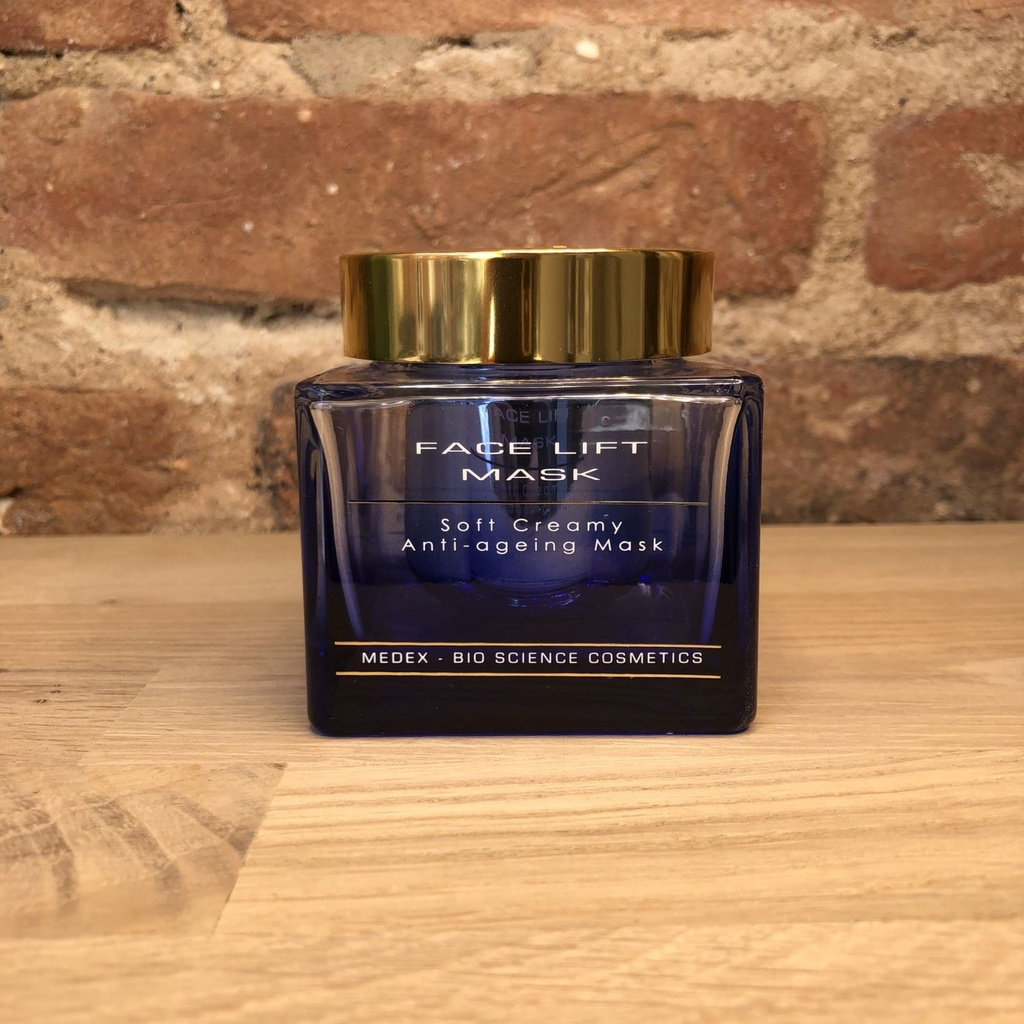 FACE LIFT
MASK
Soft Creamy
Anti-ageing Mask
MEDEX - BIO SCIENCE COSMETICS